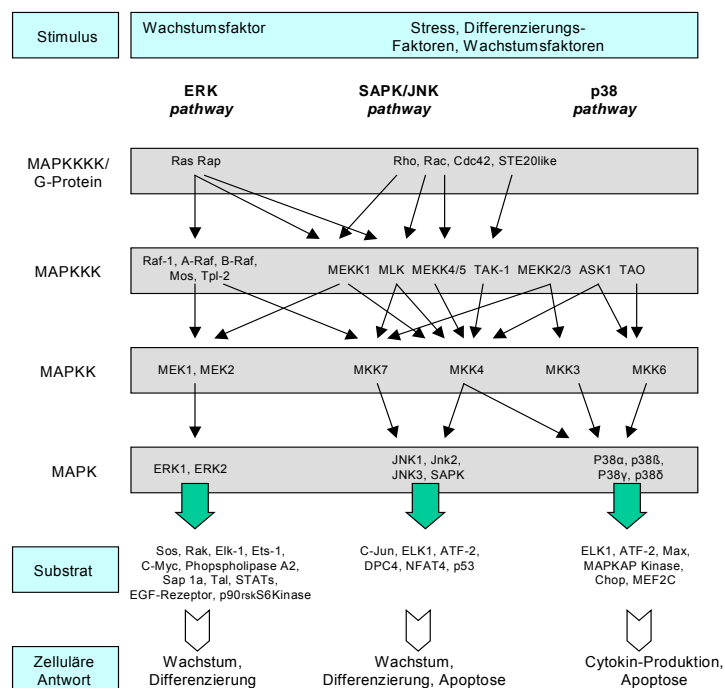 Stimulus
Wachstumsfaktor
Stress, Differenzierungs-
Faktoren, Wachstumsfaktoren
ERK
pathway
SAPK/JNK
pathway
p38
pathway
MAPKKKK/
G-Protein
Ras Rap
Rho, Rac, Cdc42, STE20like
MAPKKK
Raf-1, A-Raf, B-Raf,
Mos, Tpl-2
MEKK1 MLK MEKK4/5 TAK-1 MEKK2/3 ASK1 TAO
MAPKK
MEK1, MEK2
MKK7
MKK4
MKK3
MKK6
MAPK
ERK1, ERK2
JNK1, Jnk2,
JNK3, SAPK
P38α, p38ß,
P38γ, p38δ
Substrat
Sos, Rak, Elk-1, Ets-1,
C-Myc, Phopspholipase A2,
Sap 1a, Tal, STATs,
EGF-Rezeptor, p90rskS6Kinase
C-Jun, ELK1, ATF-2,
DPC4, NFAT4, p53
ELK1, ATF-2, Max,
MAPKAP Kinase,
Chop, MEF2C
Zelluläre
Antwort
Wachstum,
Differenzierung
Wachstum,
Differenzierung, Apoptose
Cytokin-Produktion,
Apoptose